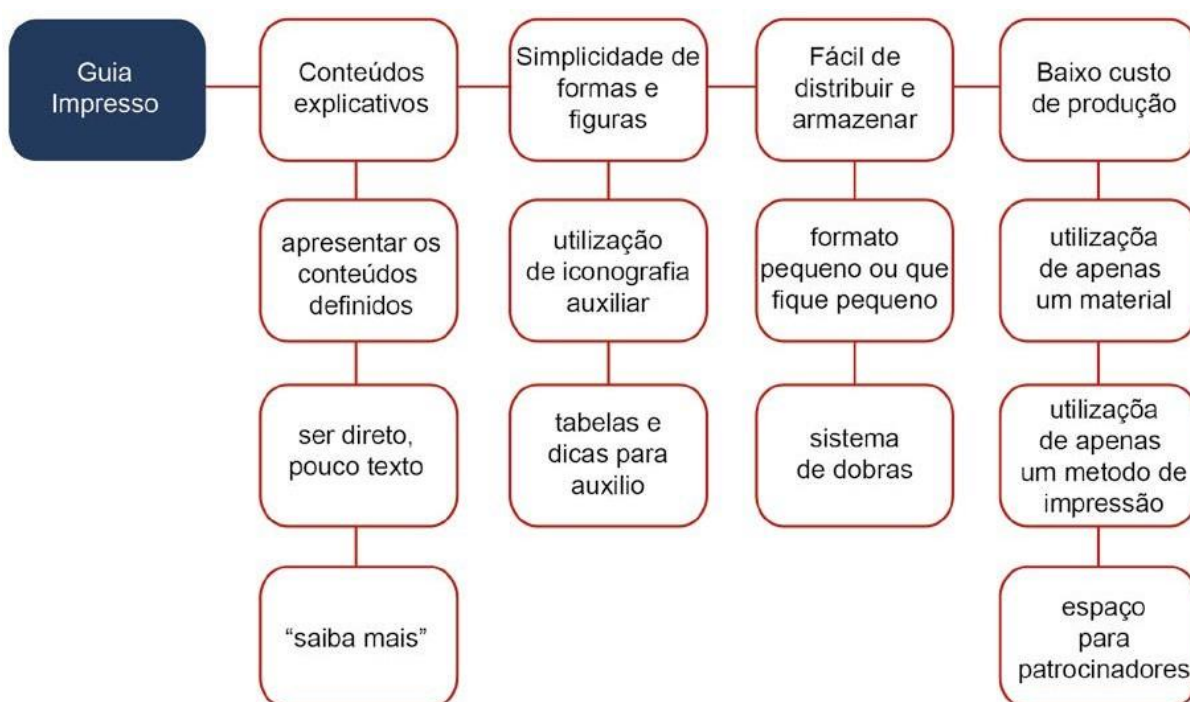 Guia
Impresso
Conteúdos
explicativos
Simplicidade de
formas e
figuras
Fácil de
distribuir e
armazenar
Baixo custo
de produção
apresentar os
conteúdos
definidos
utilização
de iconografia
auxiliar
formato
pequeno ou que
fique pequeno
utilizaçõa
de apenas
um material
ser direto,
pouco texto
tabelas e
dicas para
auxilio
sistema
de dobras
utilizaçõa
de apenas
um metodo de
impressão
“saiba mais”
espaço
para
patrocinadores